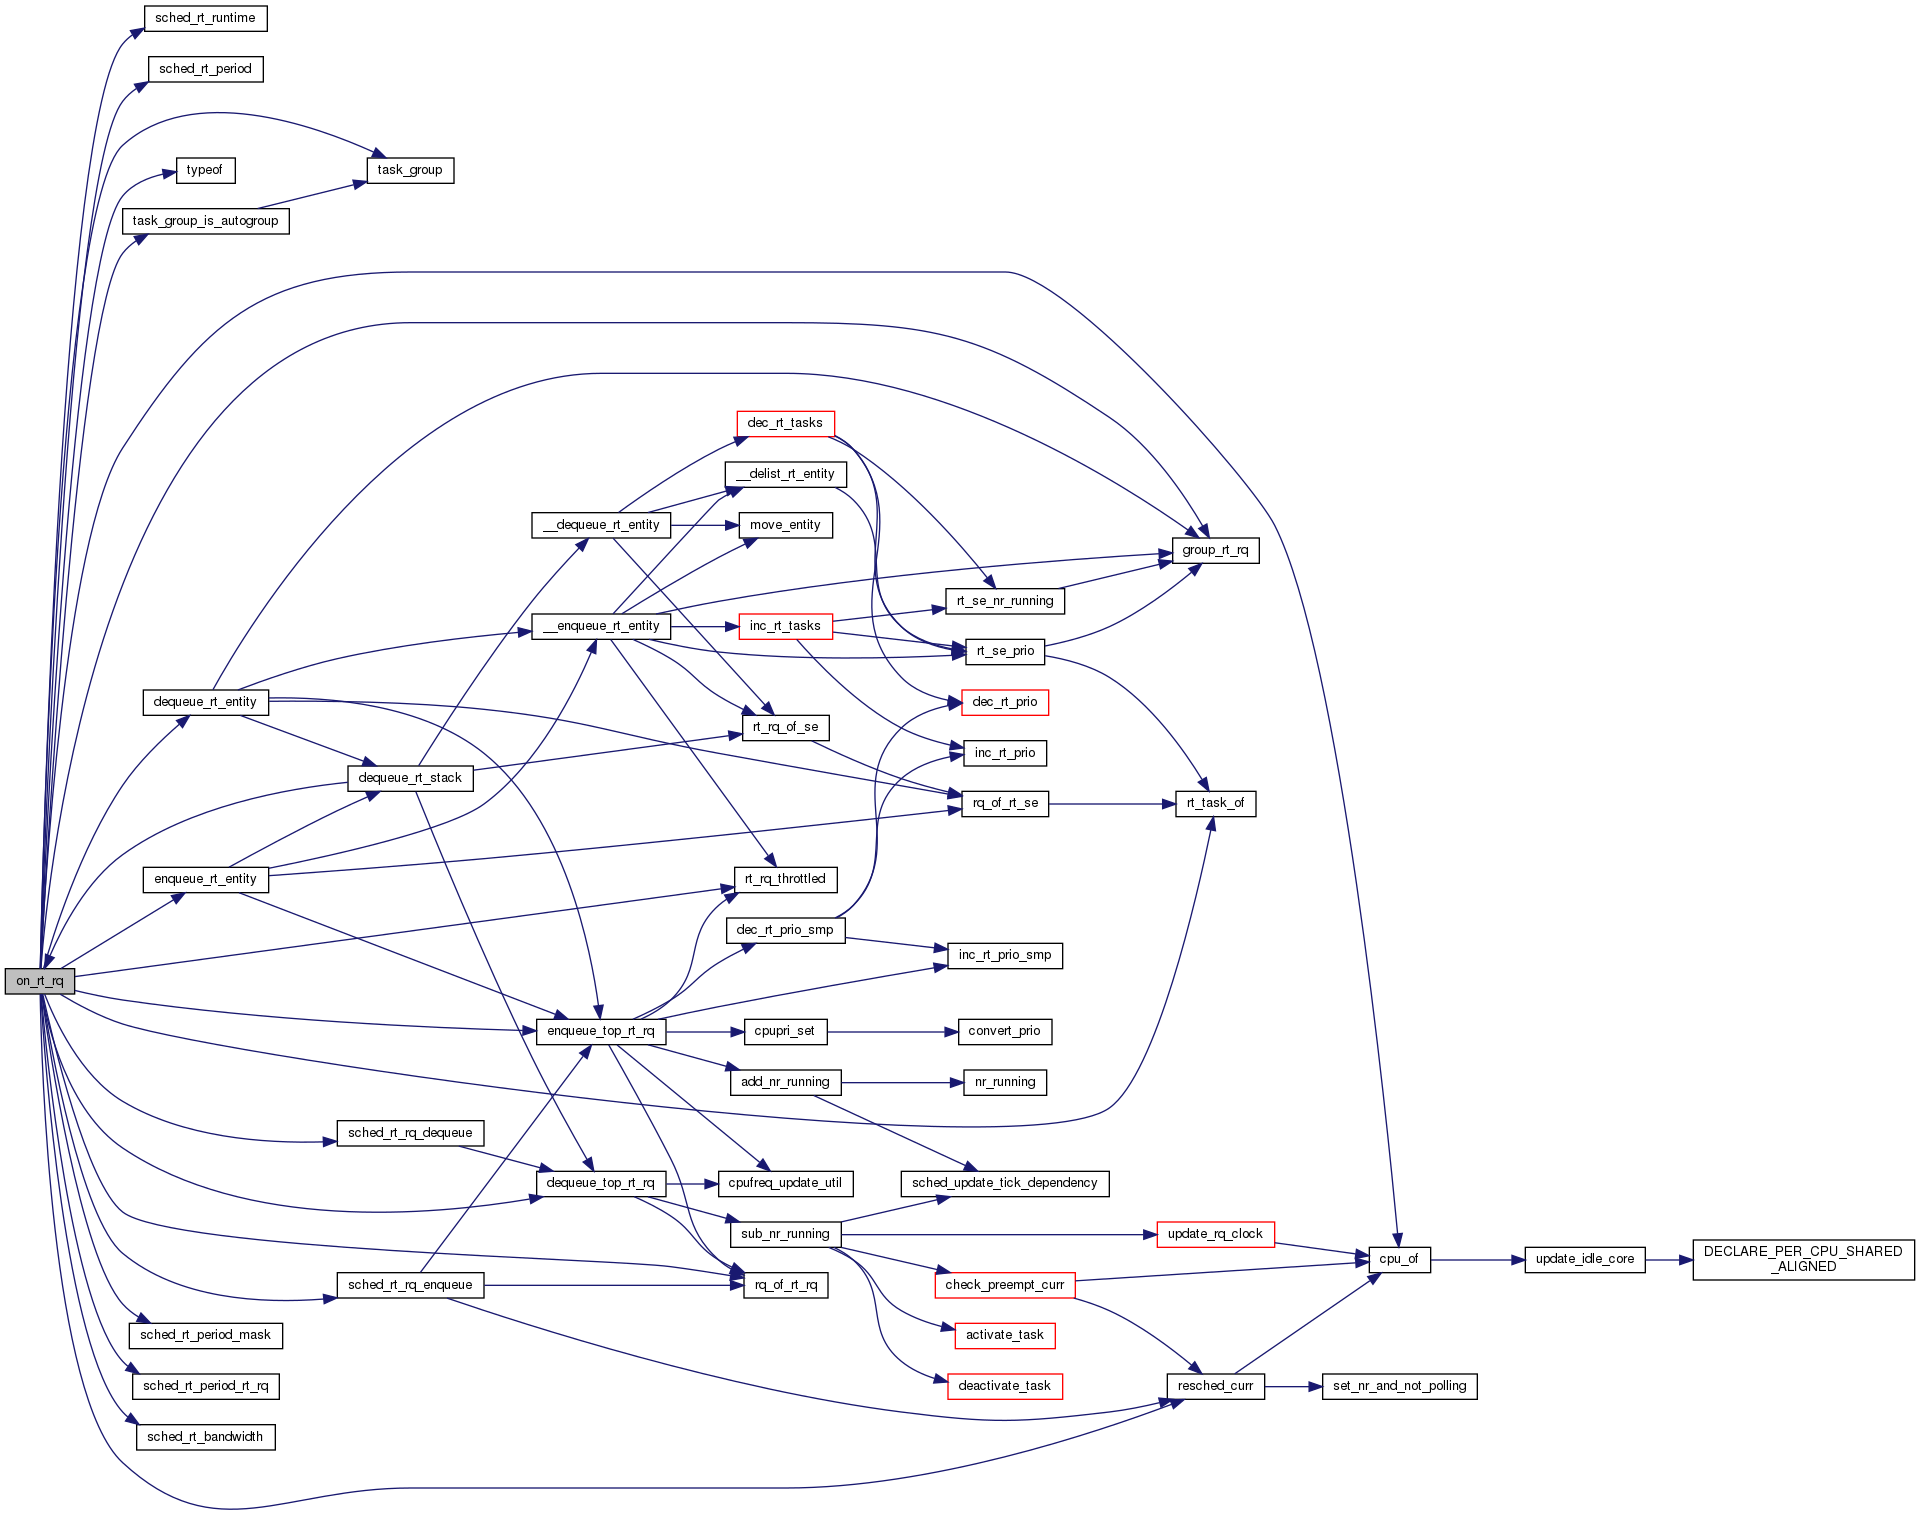 sched_rt_runtime
sched_rt_period
typeof
task_group
task_group_is_autogroup
dec_rt_tasks
__delist_rt_entity
__dequeue_rt_entity
move_entity
group_rt_rq
rt_se_nr_running
__enqueue_rt_entity
inc_rt_tasks
rt_se_prio
dequeue_rt_entity
dec_rt_prio
rt_rq_of_se
inc_rt_prio
dequeue_rt_stack
rq_of_rt_se
rt_task_of
enqueue_rt_entity
rt_rq_throttled
dec_rt_prio_smp
inc_rt_prio_smp
on_rt_rq
enqueue_top_rt_rq
cpupri_set
convert_prio
add_nr_running
nr_running
sched_rt_rq_dequeue
dequeue_top_rt_rq
cpufreq_update_util
sched_update_tick_dependency
sub_nr_running
update_rq_clock
cpu_of
update_idle_core
DECLARE_PER_CPU_SHARED
_ALIGNED
sched_rt_rq_enqueue
rq_of_rt_rq
check_preempt_curr
sched_rt_period_mask
activate_task
sched_rt_period_rt_rq
deactivate_task
resched_curr
set_nr_and_not_polling
sched_rt_bandwidth